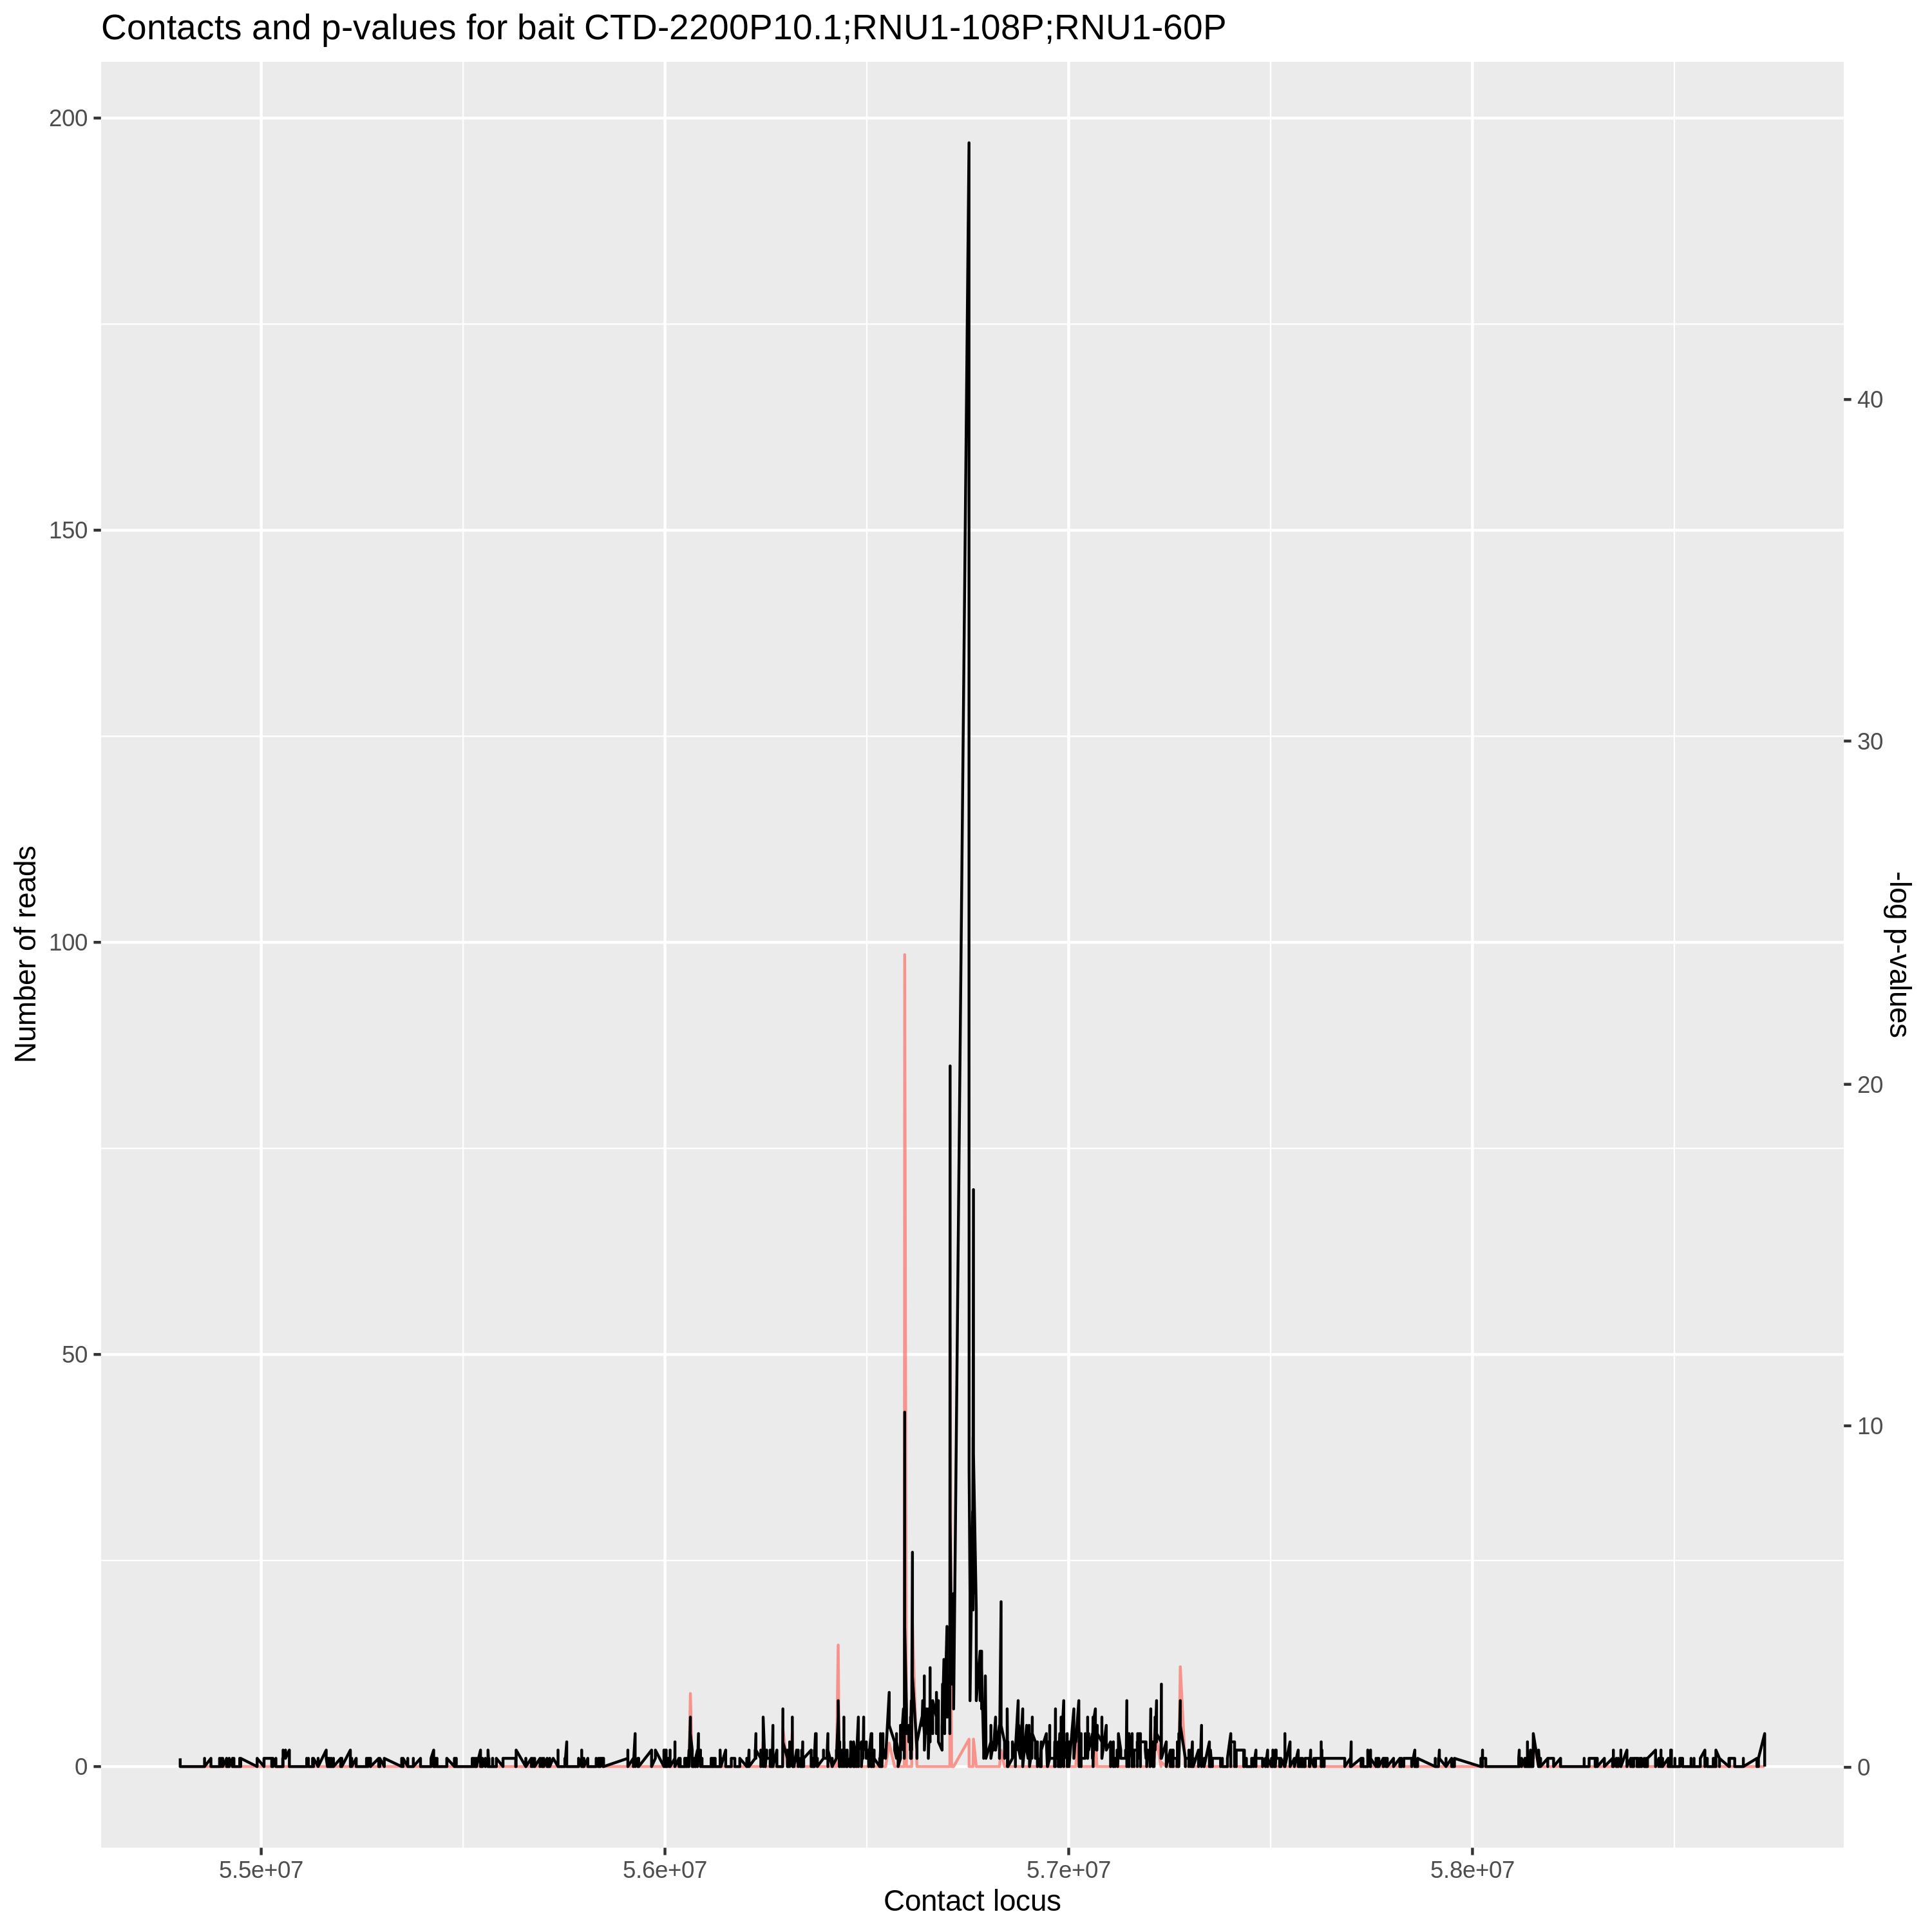 Contacts and p-values for bait CTD-2200P10.1;RNU1-108P;RNU1-60P
200
150
100
50
0
Number of reads
40
30
20
10
0
-log p-values
5.5e+07 5.6e+07 5.7e+07 5.8e+07
Contact locus